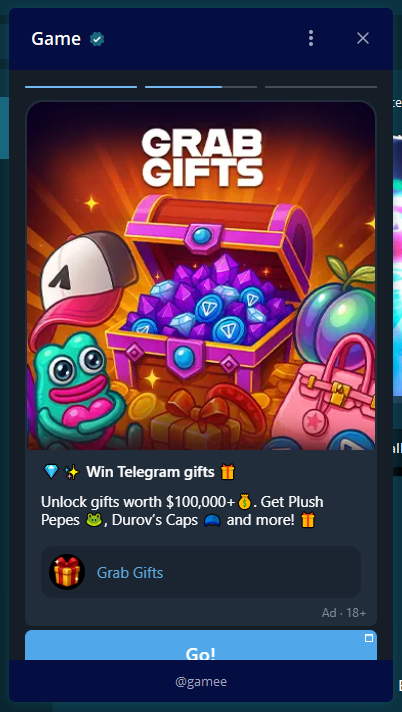 Game
GRAB
GIFTS
💎✨ Win Telegram gifts 🎁
Unlock gifts worth $100,000+💰. Get Plush
Pepes 🐸, Durov’s Caps 🧢 and more! 🎁
Grab Gifts
Ad · 18+
Go!
@gamee